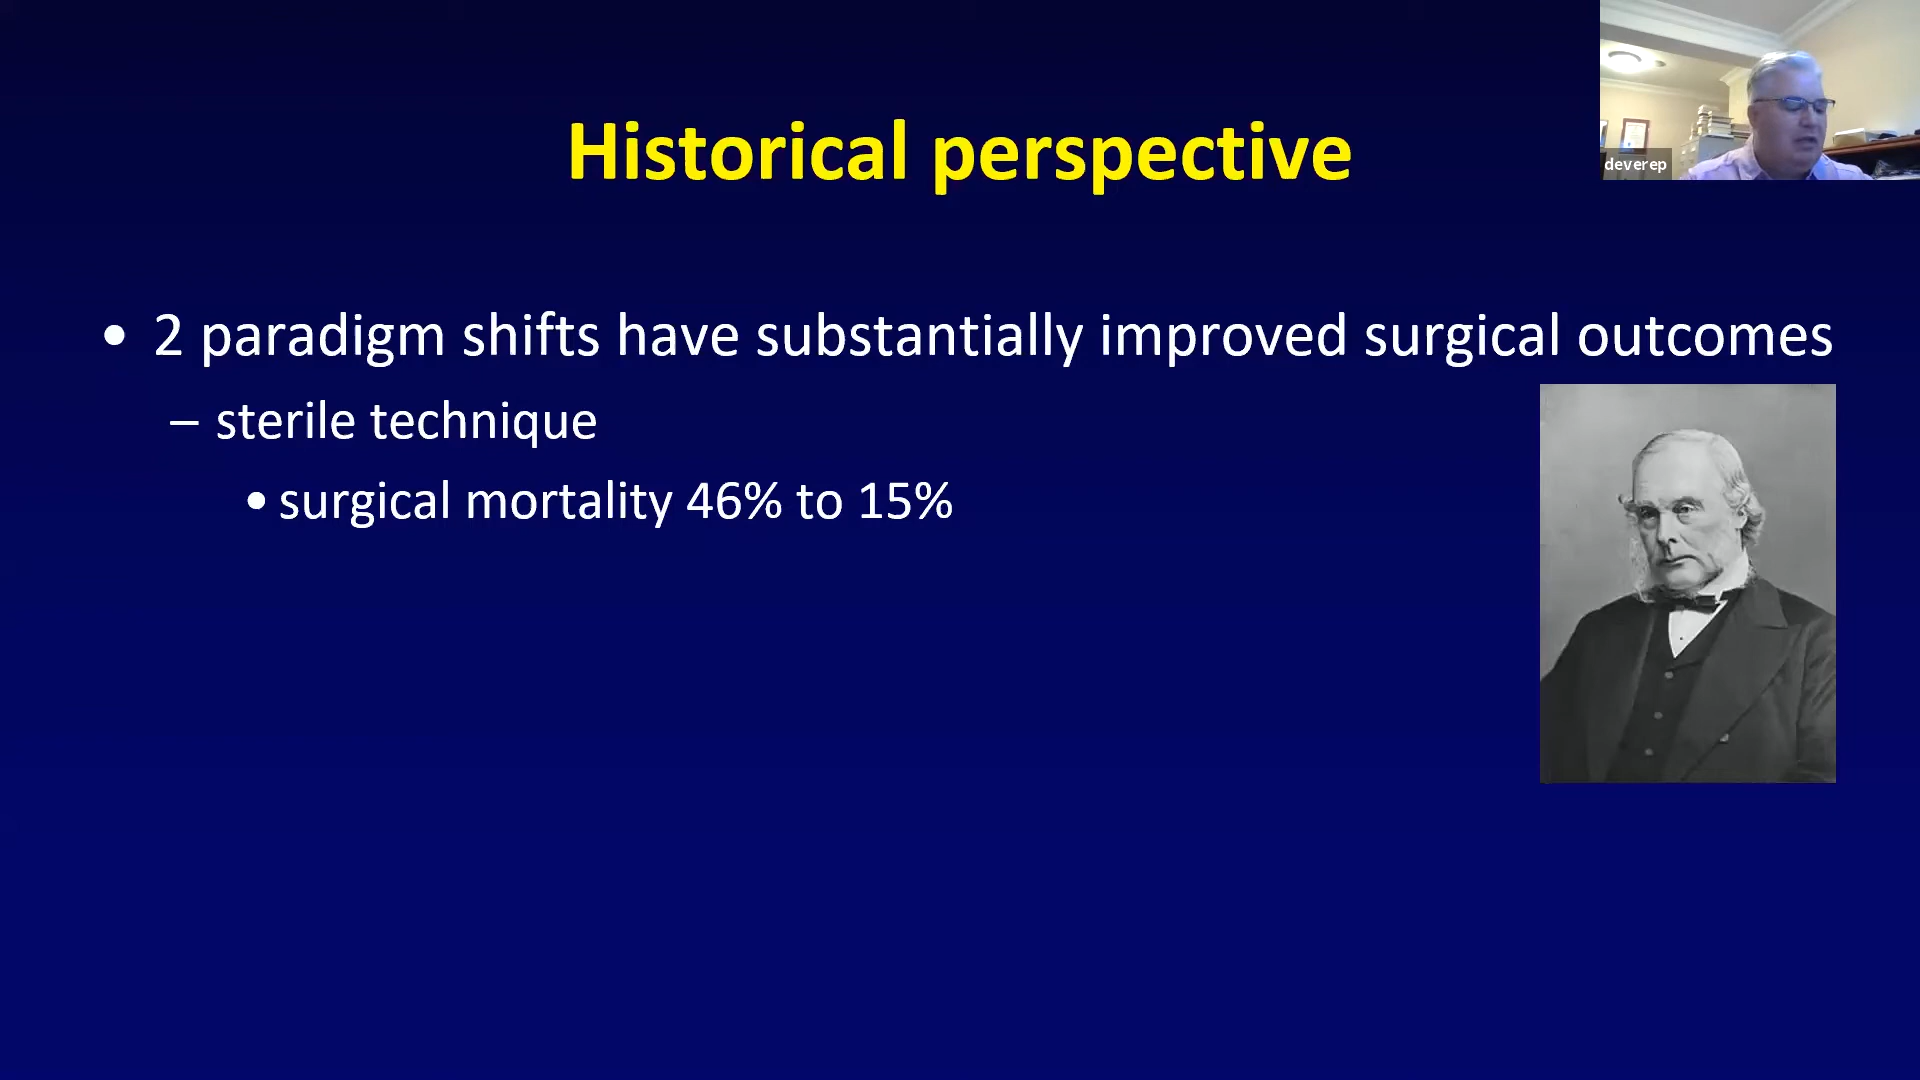 Historical perspective
deverep
• 2 paradigm shifts have substantially improved surgical outcomes
– sterile technique
• surgical mortality 46% to 15%